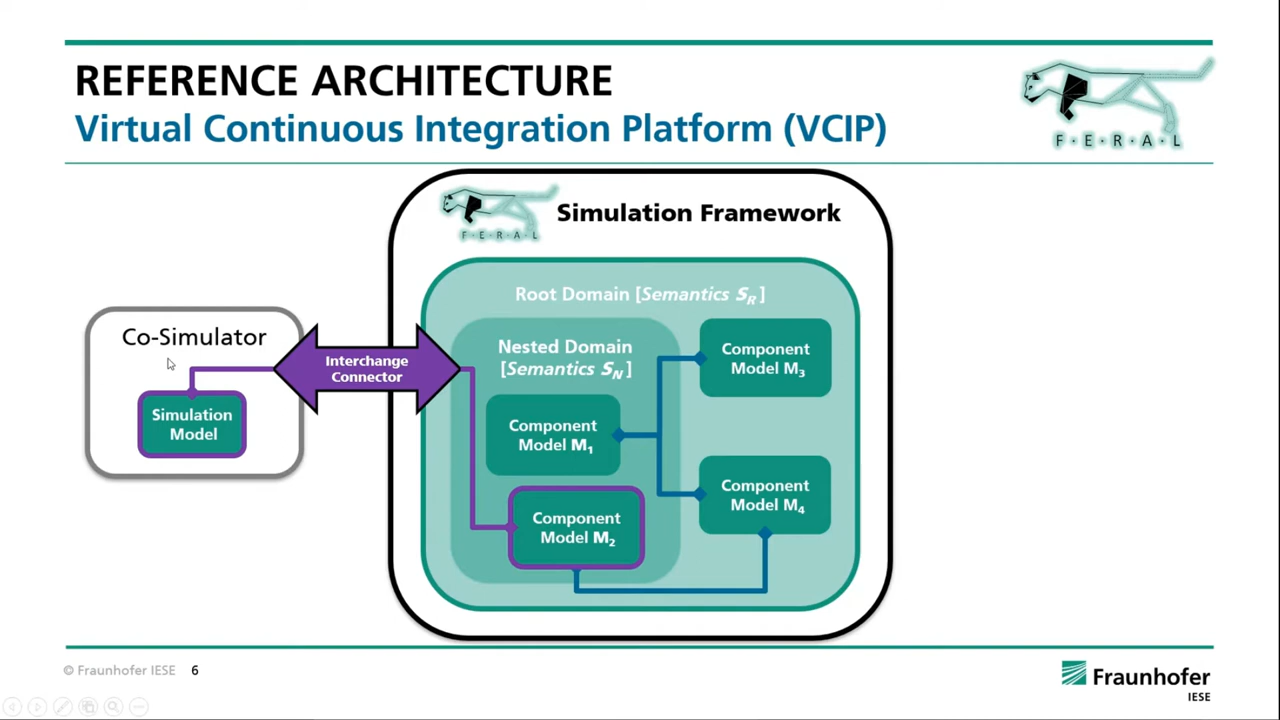 REFERENCE ARCHITECTURE
Virtual Continuous Integration Platform (VCIP)
F·E·R·A·L
F·E·R·A·L
Simulation Framework
Root Domain [Semantics SR]
Co-Simulator
Simulation
Model
Interchange
Connector
Nested Domain
[Semantics SN]
Component
Model M1
Component
Model M2
Component
Model M3
Component
Model M4
© Fraunhofer IESE
6
Fraunhofer
IESE